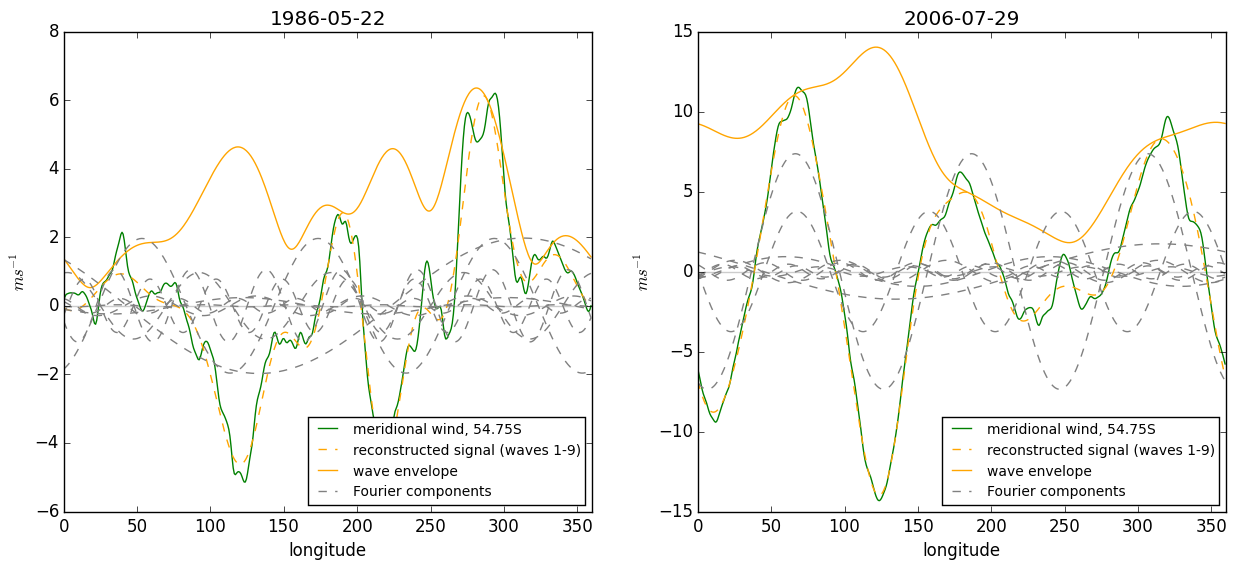 1986-05-22
8
6
4
2
0
−2
−4
−6
ms⁻¹
0 50 100 150 200 250 300 350
longitude
meridional wind, 54.75S
reconstructed signal (waves 1-9)
wave envelope
Fourier components
2006-07-29
15
10
5
0
−5
−10
−15
ms⁻¹
0 50 100 150 200 250 300 350
longitude
meridional wind, 54.75S
reconstructed signal (waves 1-9)
wave envelope
Fourier components